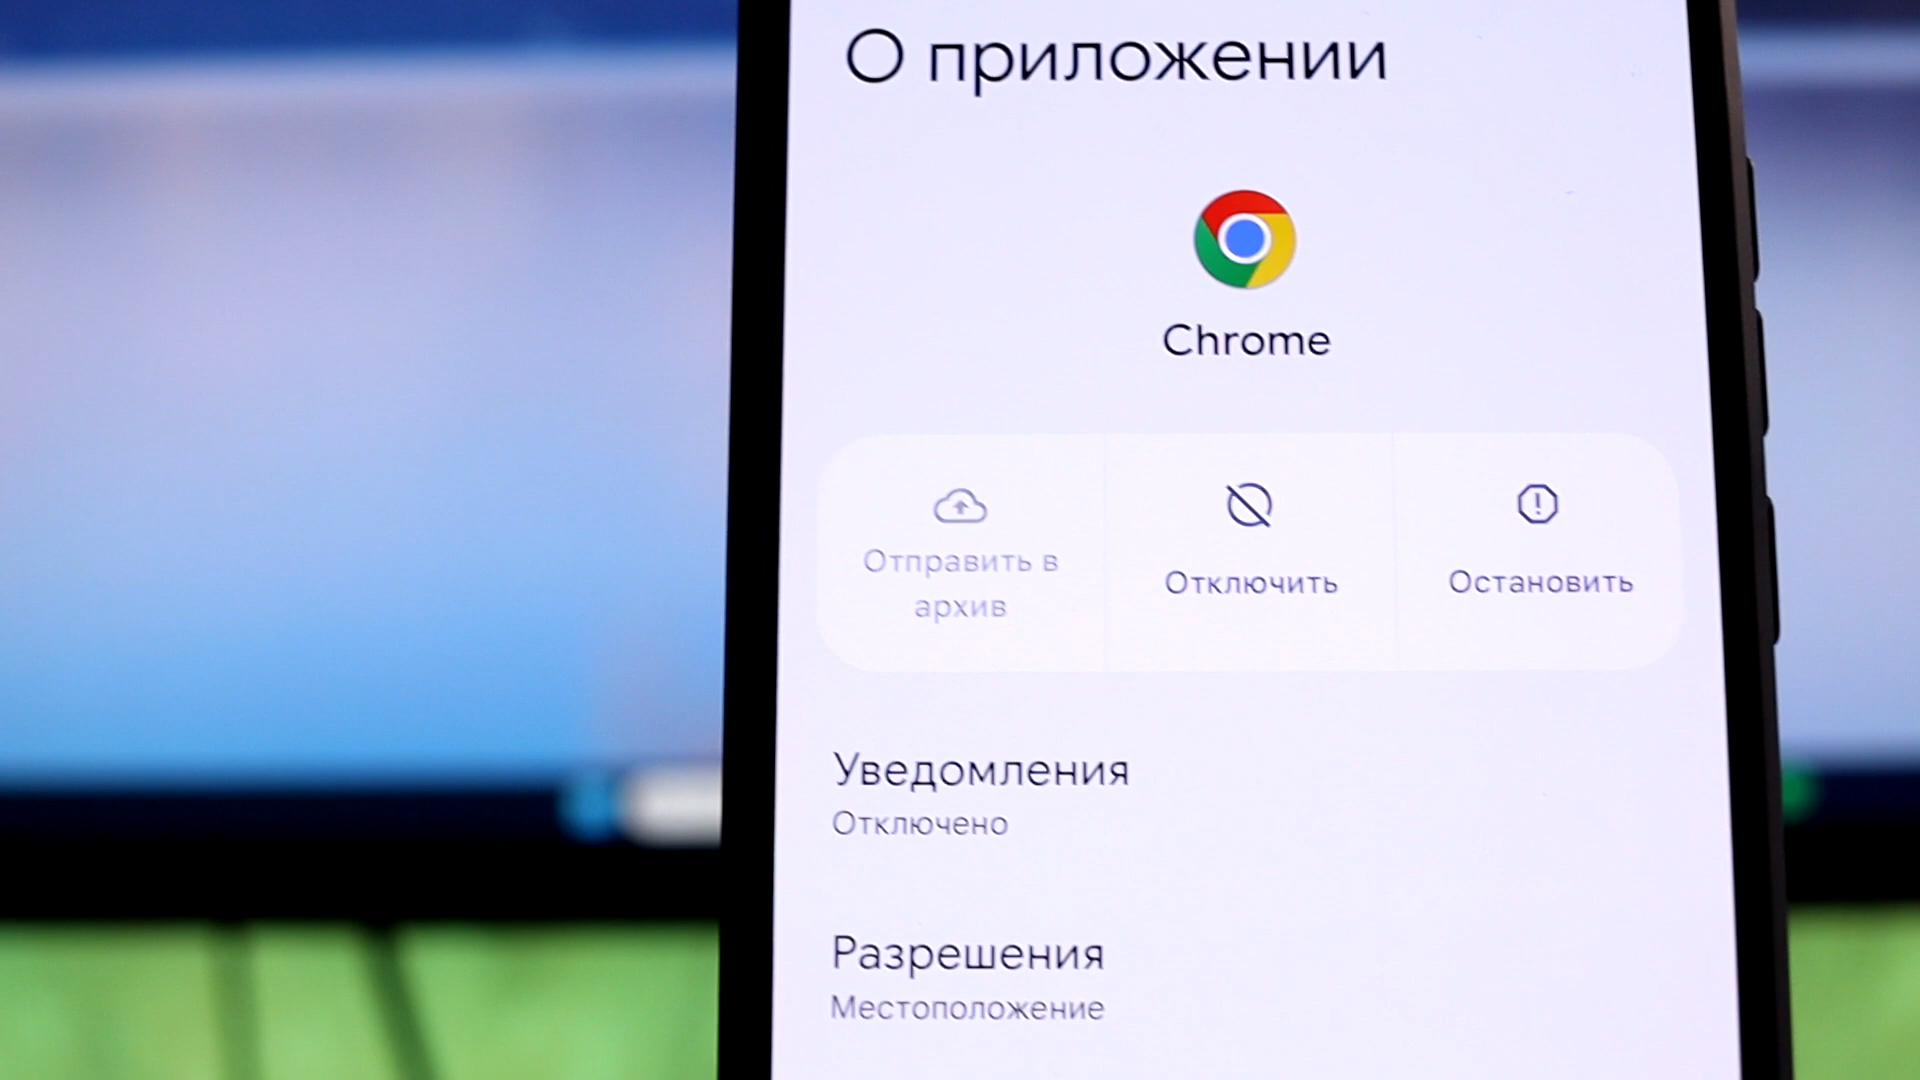 О приложении
Chrome
Отправить в
архив
Отключить
Остановить
Уведомления
Отключено
Разрешения
Местоположение